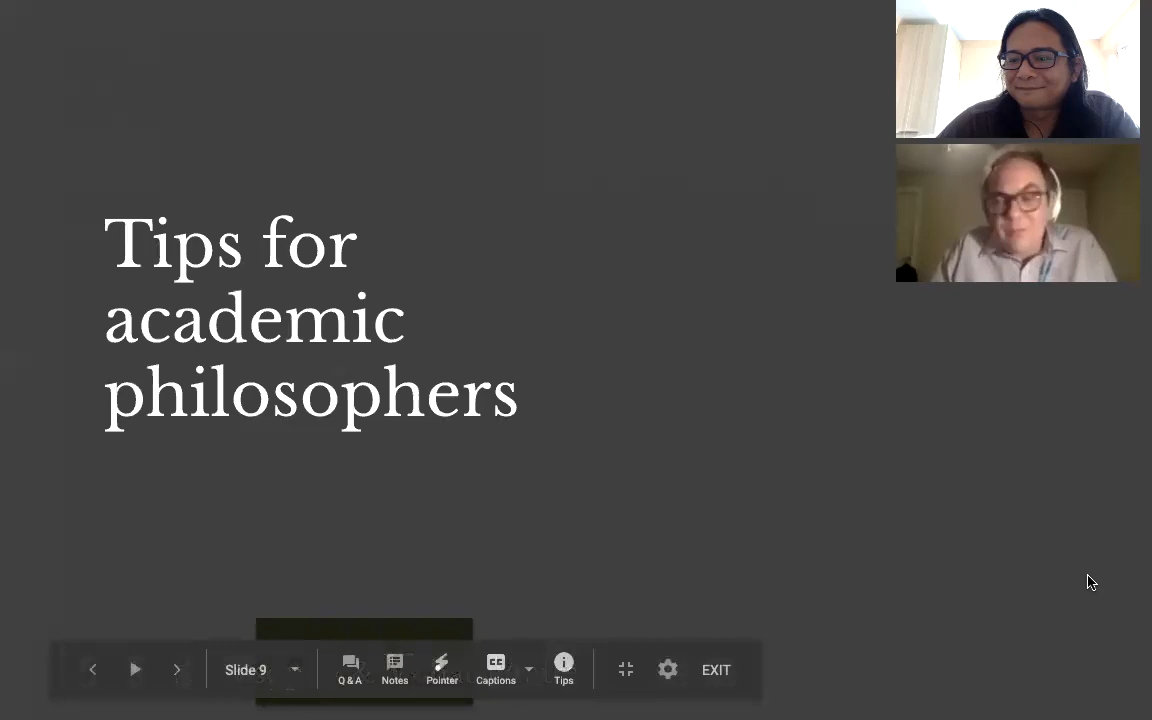 Tips for
academic
philosophers
Slide 9
Q & A
Notes
Pointer
Captions
Tips
EXIT